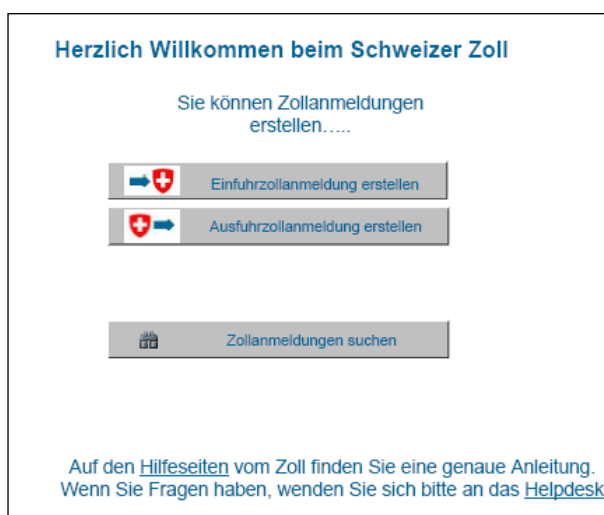 Herzlich Willkommen beim Schweizer Zoll
Sie können Zollanmeldungen
erstellen.....
Einfuhrzollanmeldung erstellen
Ausfuhrzollanmeldung erstellen
Zollanmeldungen suchen
Auf den Hilfeseiten vom Zoll finden Sie eine genaue Anleitung.
Wenn Sie Fragen haben, wenden Sie sich bitte an das Helpdesk